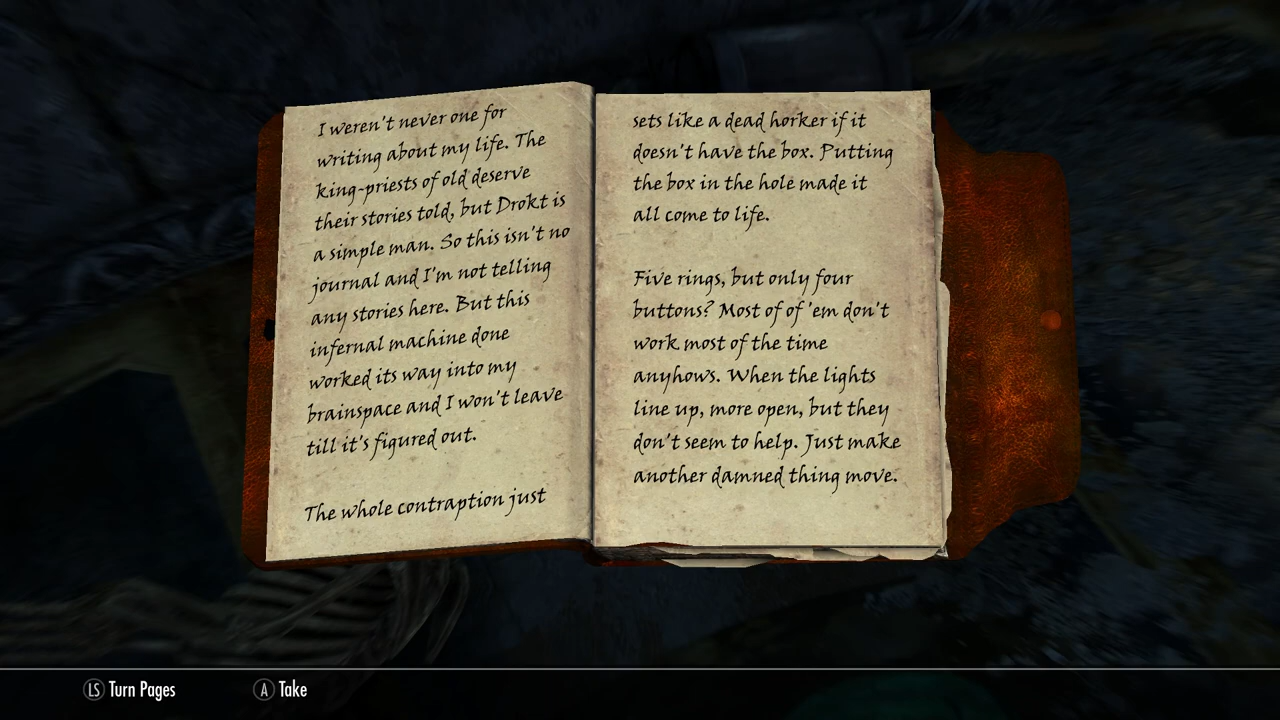 I weren't never one for
writing about my life. The
king-priests of old deserve
their stories told, but Drokt is
a simple man. So this isn't no
journal and I'm not telling
any stories here. But this
infernal machine done
worked its way into my
brainspace and I won't leave
till it's figured out.
The whole contraption just
sets like a dead horker if it
doesn't have the box. Putting
the box in the hole made it
all come to life.
Five rings, but only four
buttons? Most of of 'em don't
work most of the time
anyhows. When the lights
line up, more open, but they
don't seem to help. Just make
another damned thing move.
LS Turn Pages
A Take